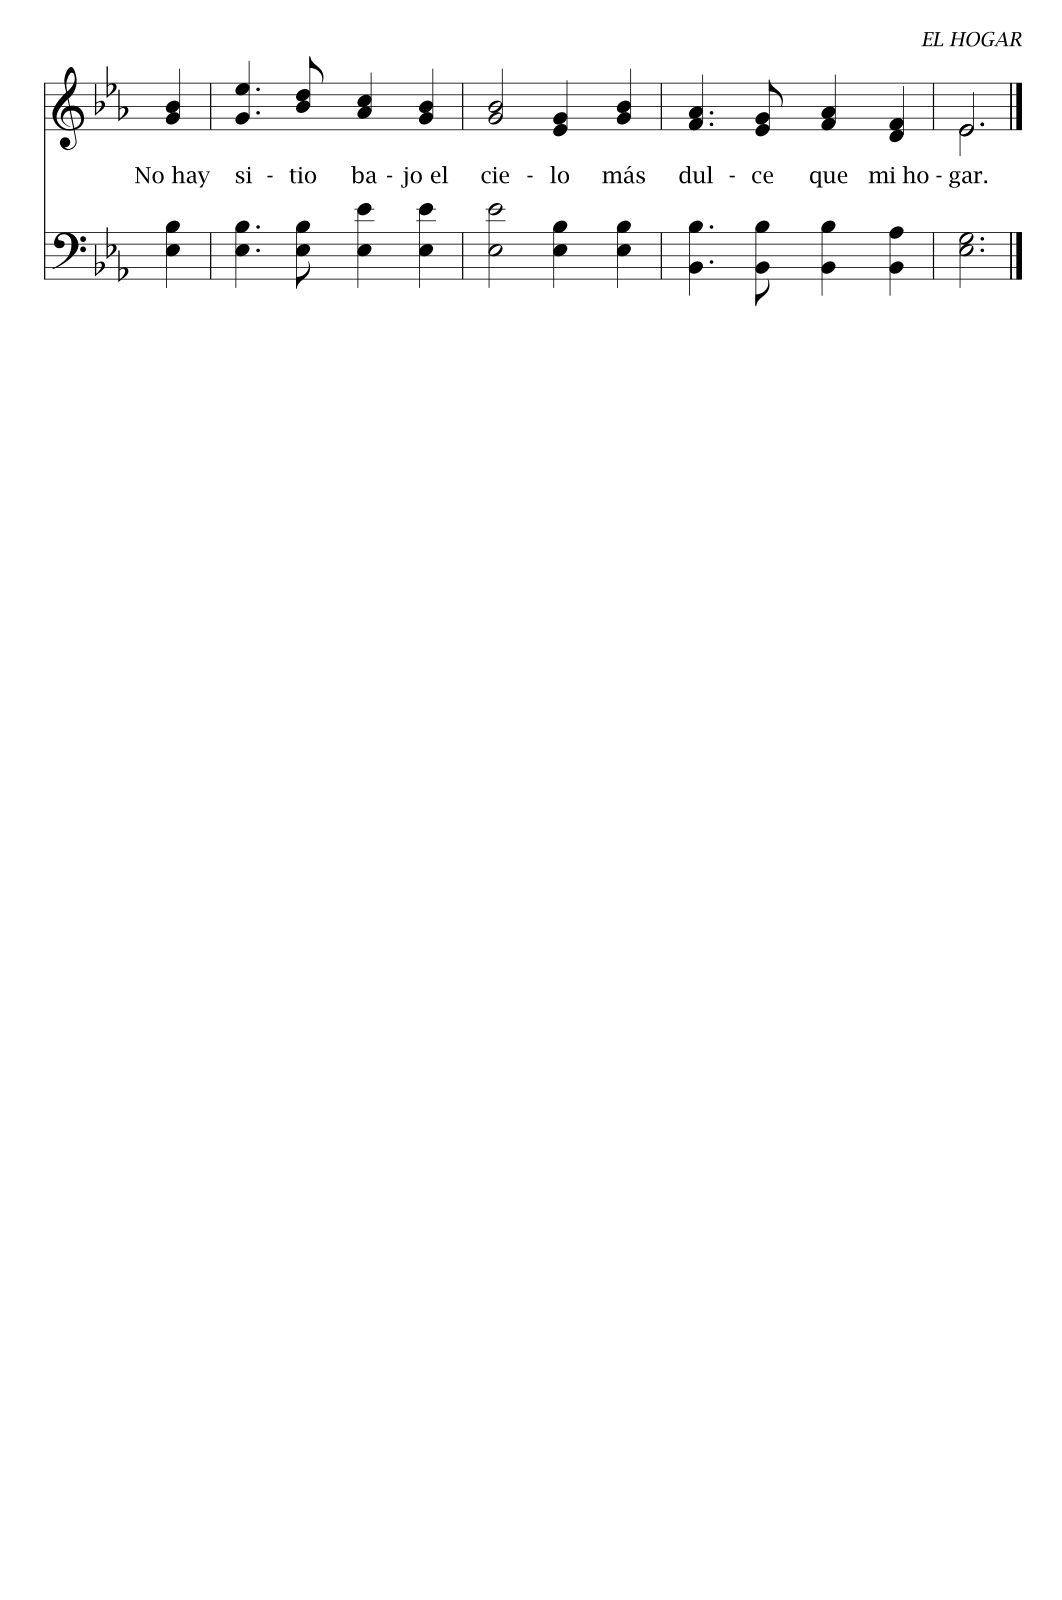 EL HOGAR
No hay si - tio ba - jo el cie - lo más dul - ce que mi ho - gar.